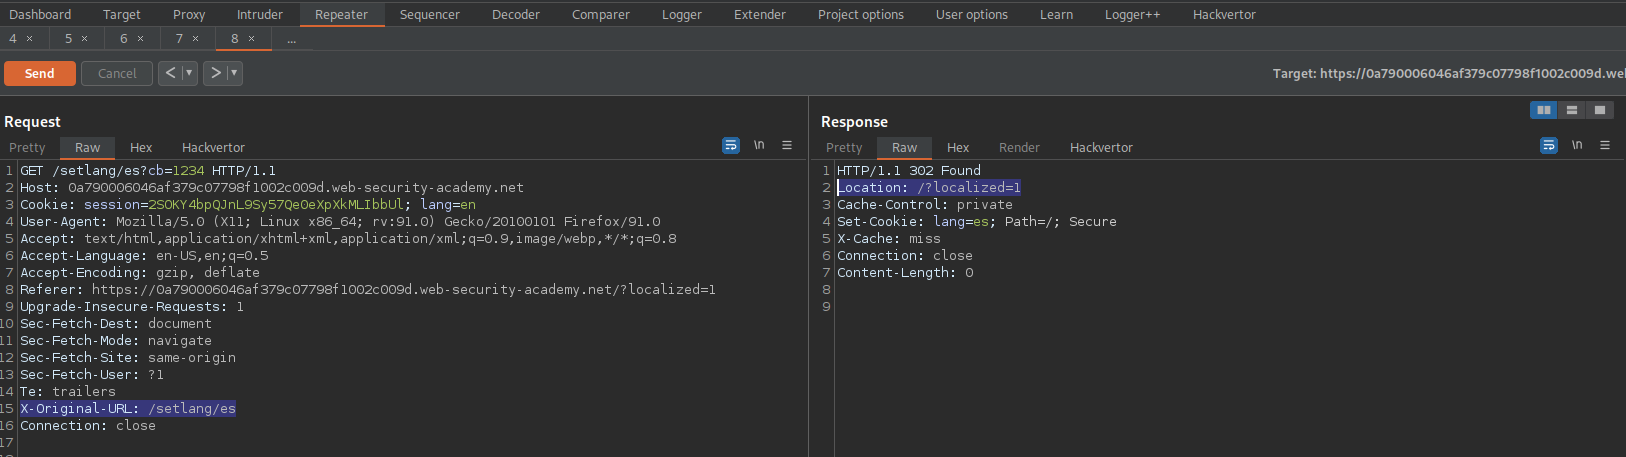 Dashboard Target Proxy Intruder Repeater Sequencer Decoder Comparer Logger Extender Project options User options Learn Logger++ Hackvertor
4 × 5 × 6 × 7 × 8 × ...
Send Cancel < ▼ > ▼ Target: https://0a790006046af379c07798f1002c009d.we
Request
Pretty Raw Hex Hackvertor \n ≡
1 GET /setlang/es?cb=1234 HTTP/1.1
2 Host: 0a790006046af379c07798f1002c009d.web-security-academy.net
3 Cookie: session=2SOKY4bpQJnL9Sy57Qe0eXpXkMLIbbUl; lang=en
4 User-Agent: Mozilla/5.0 (X11; Linux x86_64; rv:91.0) Gecko/20100101 Firefox/91.0
5 Accept: text/html,application/xhtml+xml,application/xml;q=0.9,image/webp,*/*;q=0.8
6 Accept-Language: en-US,en;q=0.5
7 Accept-Encoding: gzip, deflate
8 Referer: https://0a790006046af379c07798f1002c009d.web-security-academy.net/?localized=1
9 Upgrade-Insecure-Requests: 1
10 Sec-Fetch-Dest: document
11 Sec-Fetch-Mode: navigate
12 Sec-Fetch-Site: same-origin
13 Sec-Fetch-User: ?1
14 Te: trailers
15 X-Original-URL: /setlang/es
16 Connection: close
17
Response
Pretty Raw Hex Render Hackvertor \n ≡
1 HTTP/1.1 302 Found
2 Location: /?localized=1
3 Cache-Control: private
4 Set-Cookie: lang=es; Path=/; Secure
5 X-Cache: miss
6 Connection: close
7 Content-Length: 0
8
9